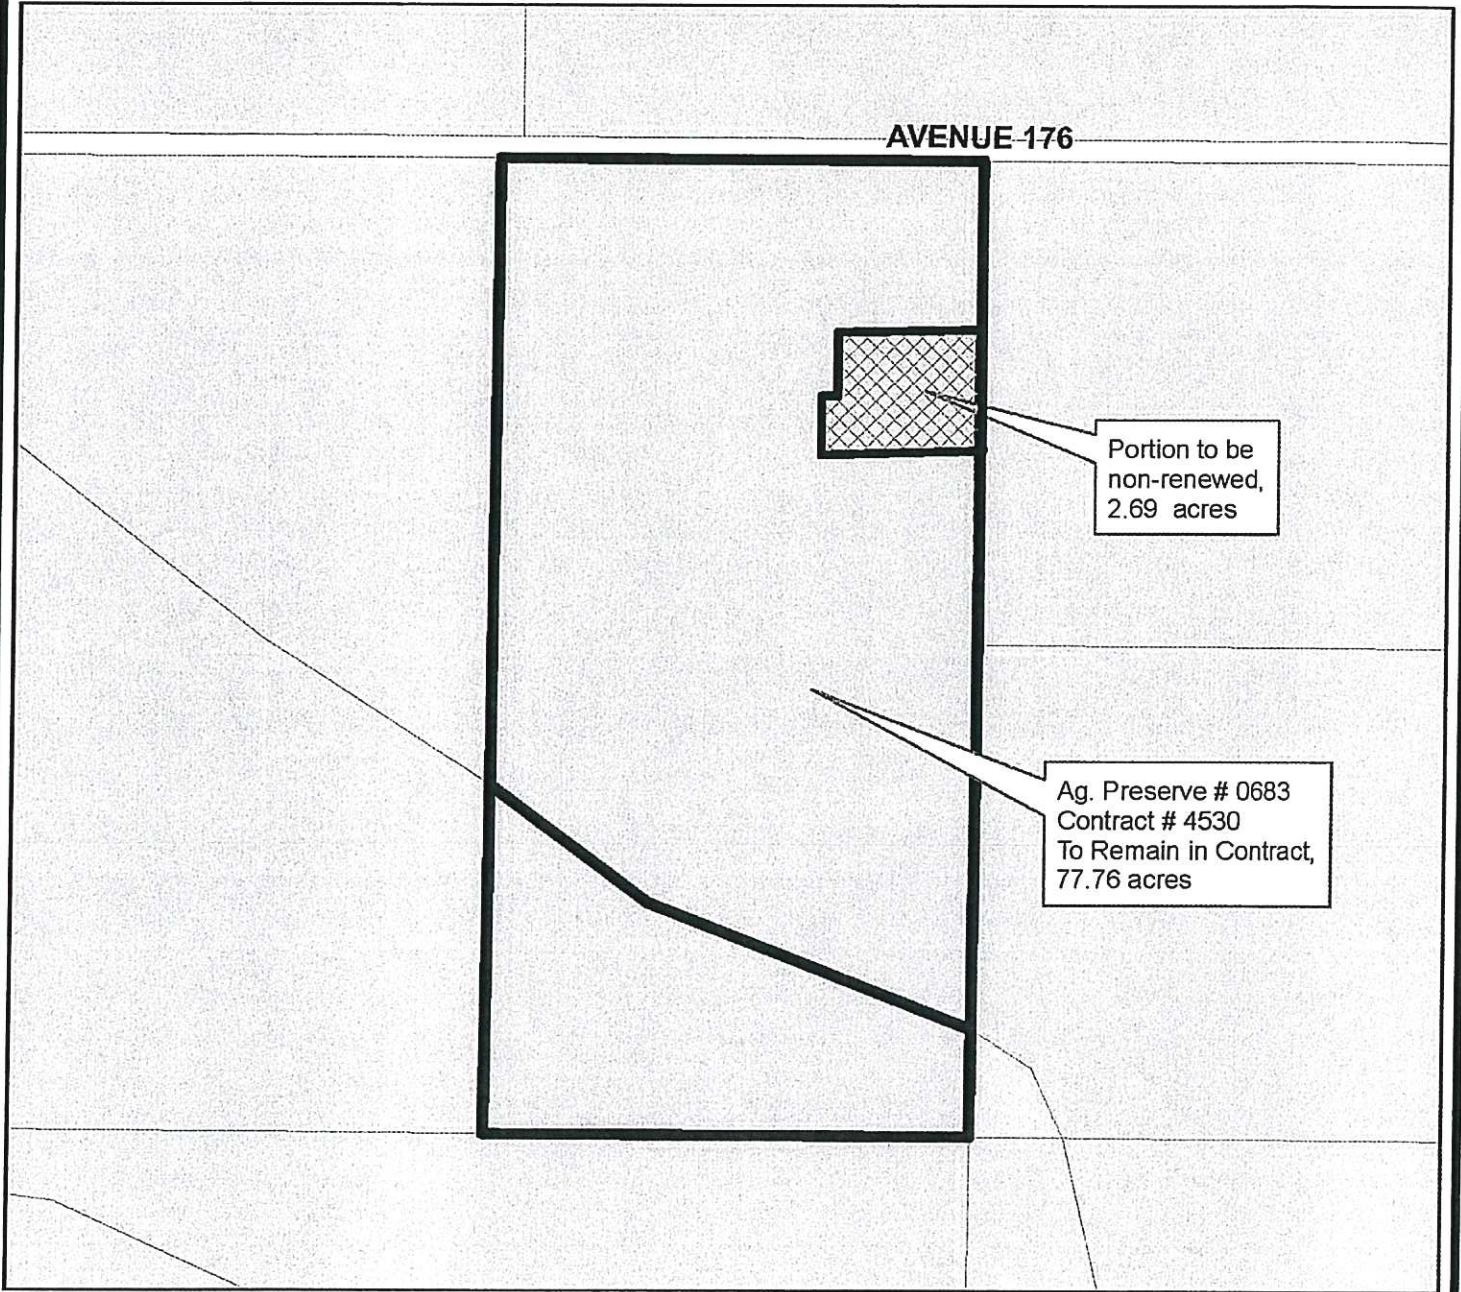 AVENUE 176
Portion to be
non-renewed,
2.69 acres
Ag. Preserve # 0683
Contract # 4530
To Remain in Contract,
77.76 acres